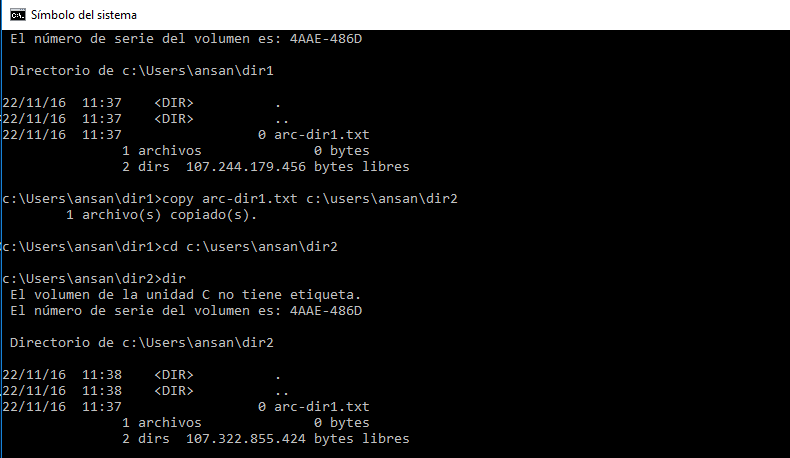 Símbolo del sistema
El número de serie del volumen es: 4AAE-486D
Directorio de c:\Users\ansan\dir1
22/11/16  11:37    <DIR>          .
22/11/16  11:37    <DIR>          ..
22/11/16  11:37                 0 arc-dir1.txt
               1 archivos              0 bytes
               2 dirs  107.244.179.456 bytes libres
c:\Users\ansan\dir1>copy arc-dir1.txt c:\users\ansan\dir2
        1 archivo(s) copiado(s).
c:\Users\ansan\dir1>cd c:\users\ansan\dir2
c:\Users\ansan\dir2>dir
El volumen de la unidad C no tiene etiqueta.
El número de serie del volumen es: 4AAE-486D
Directorio de c:\Users\ansan\dir2
22/11/16  11:38    <DIR>          .
22/11/16  11:38    <DIR>          ..
22/11/16  11:37                 0 arc-dir1.txt
               1 archivos              0 bytes
               2 dirs  107.322.855.424 bytes libres